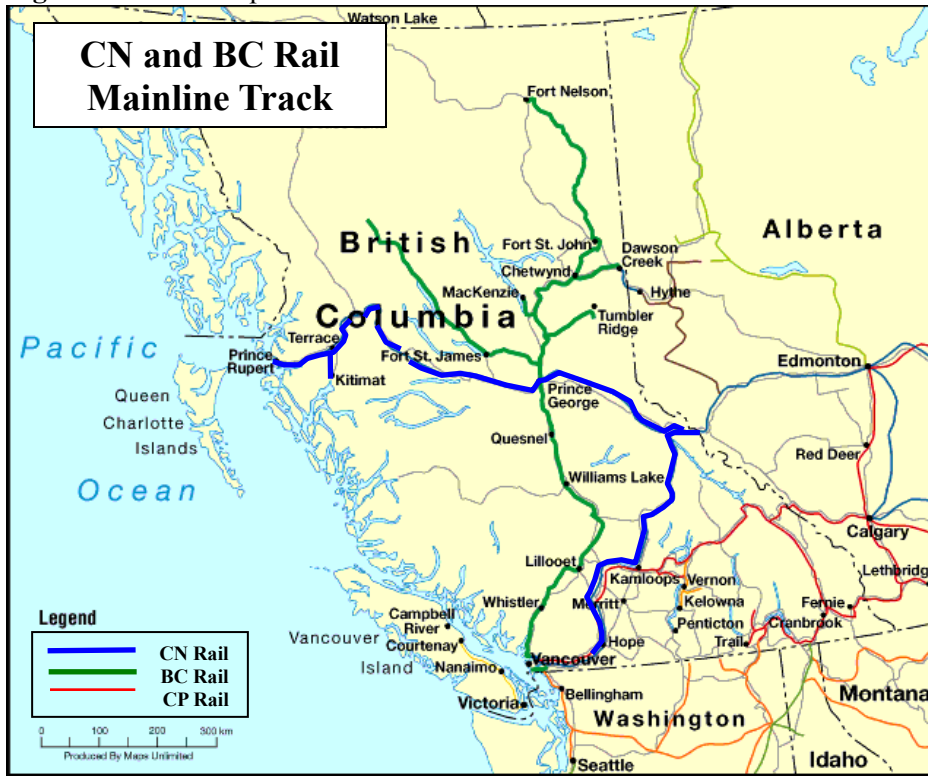 Watson Lake
CN and BC Rail
Mainline Track
Fort Nelson
Alberta
British
Columbia
Fort St. John
Dawson
Creek
Chetwynd
Hythe
MacKenzie
Tumbler
Ridge
Terrace
Pacific
Ocean
Prince
Rupert
Fort St. James
Kitimat
Edmonton
Prince
George
Queen
Charlotte
Islands
Quesnel
Red Deer
Williams Lake
Calgary
Lillooet
Kamloops
Vernon
Lethbridge
Whistler
Merritt
Kelowna
Fernie
Campbell
River
Courtenay
Penticton
Cranbrook
Trail
Hope
Vancouver
Island
Nanaimo
Vancouver
Victoria
Bellingham
Washington
Montana
Idaho
Seattle
Legend
CN Rail
BC Rail
CP Rail
0 100 200 300 km
Produced By Maps Unlimited